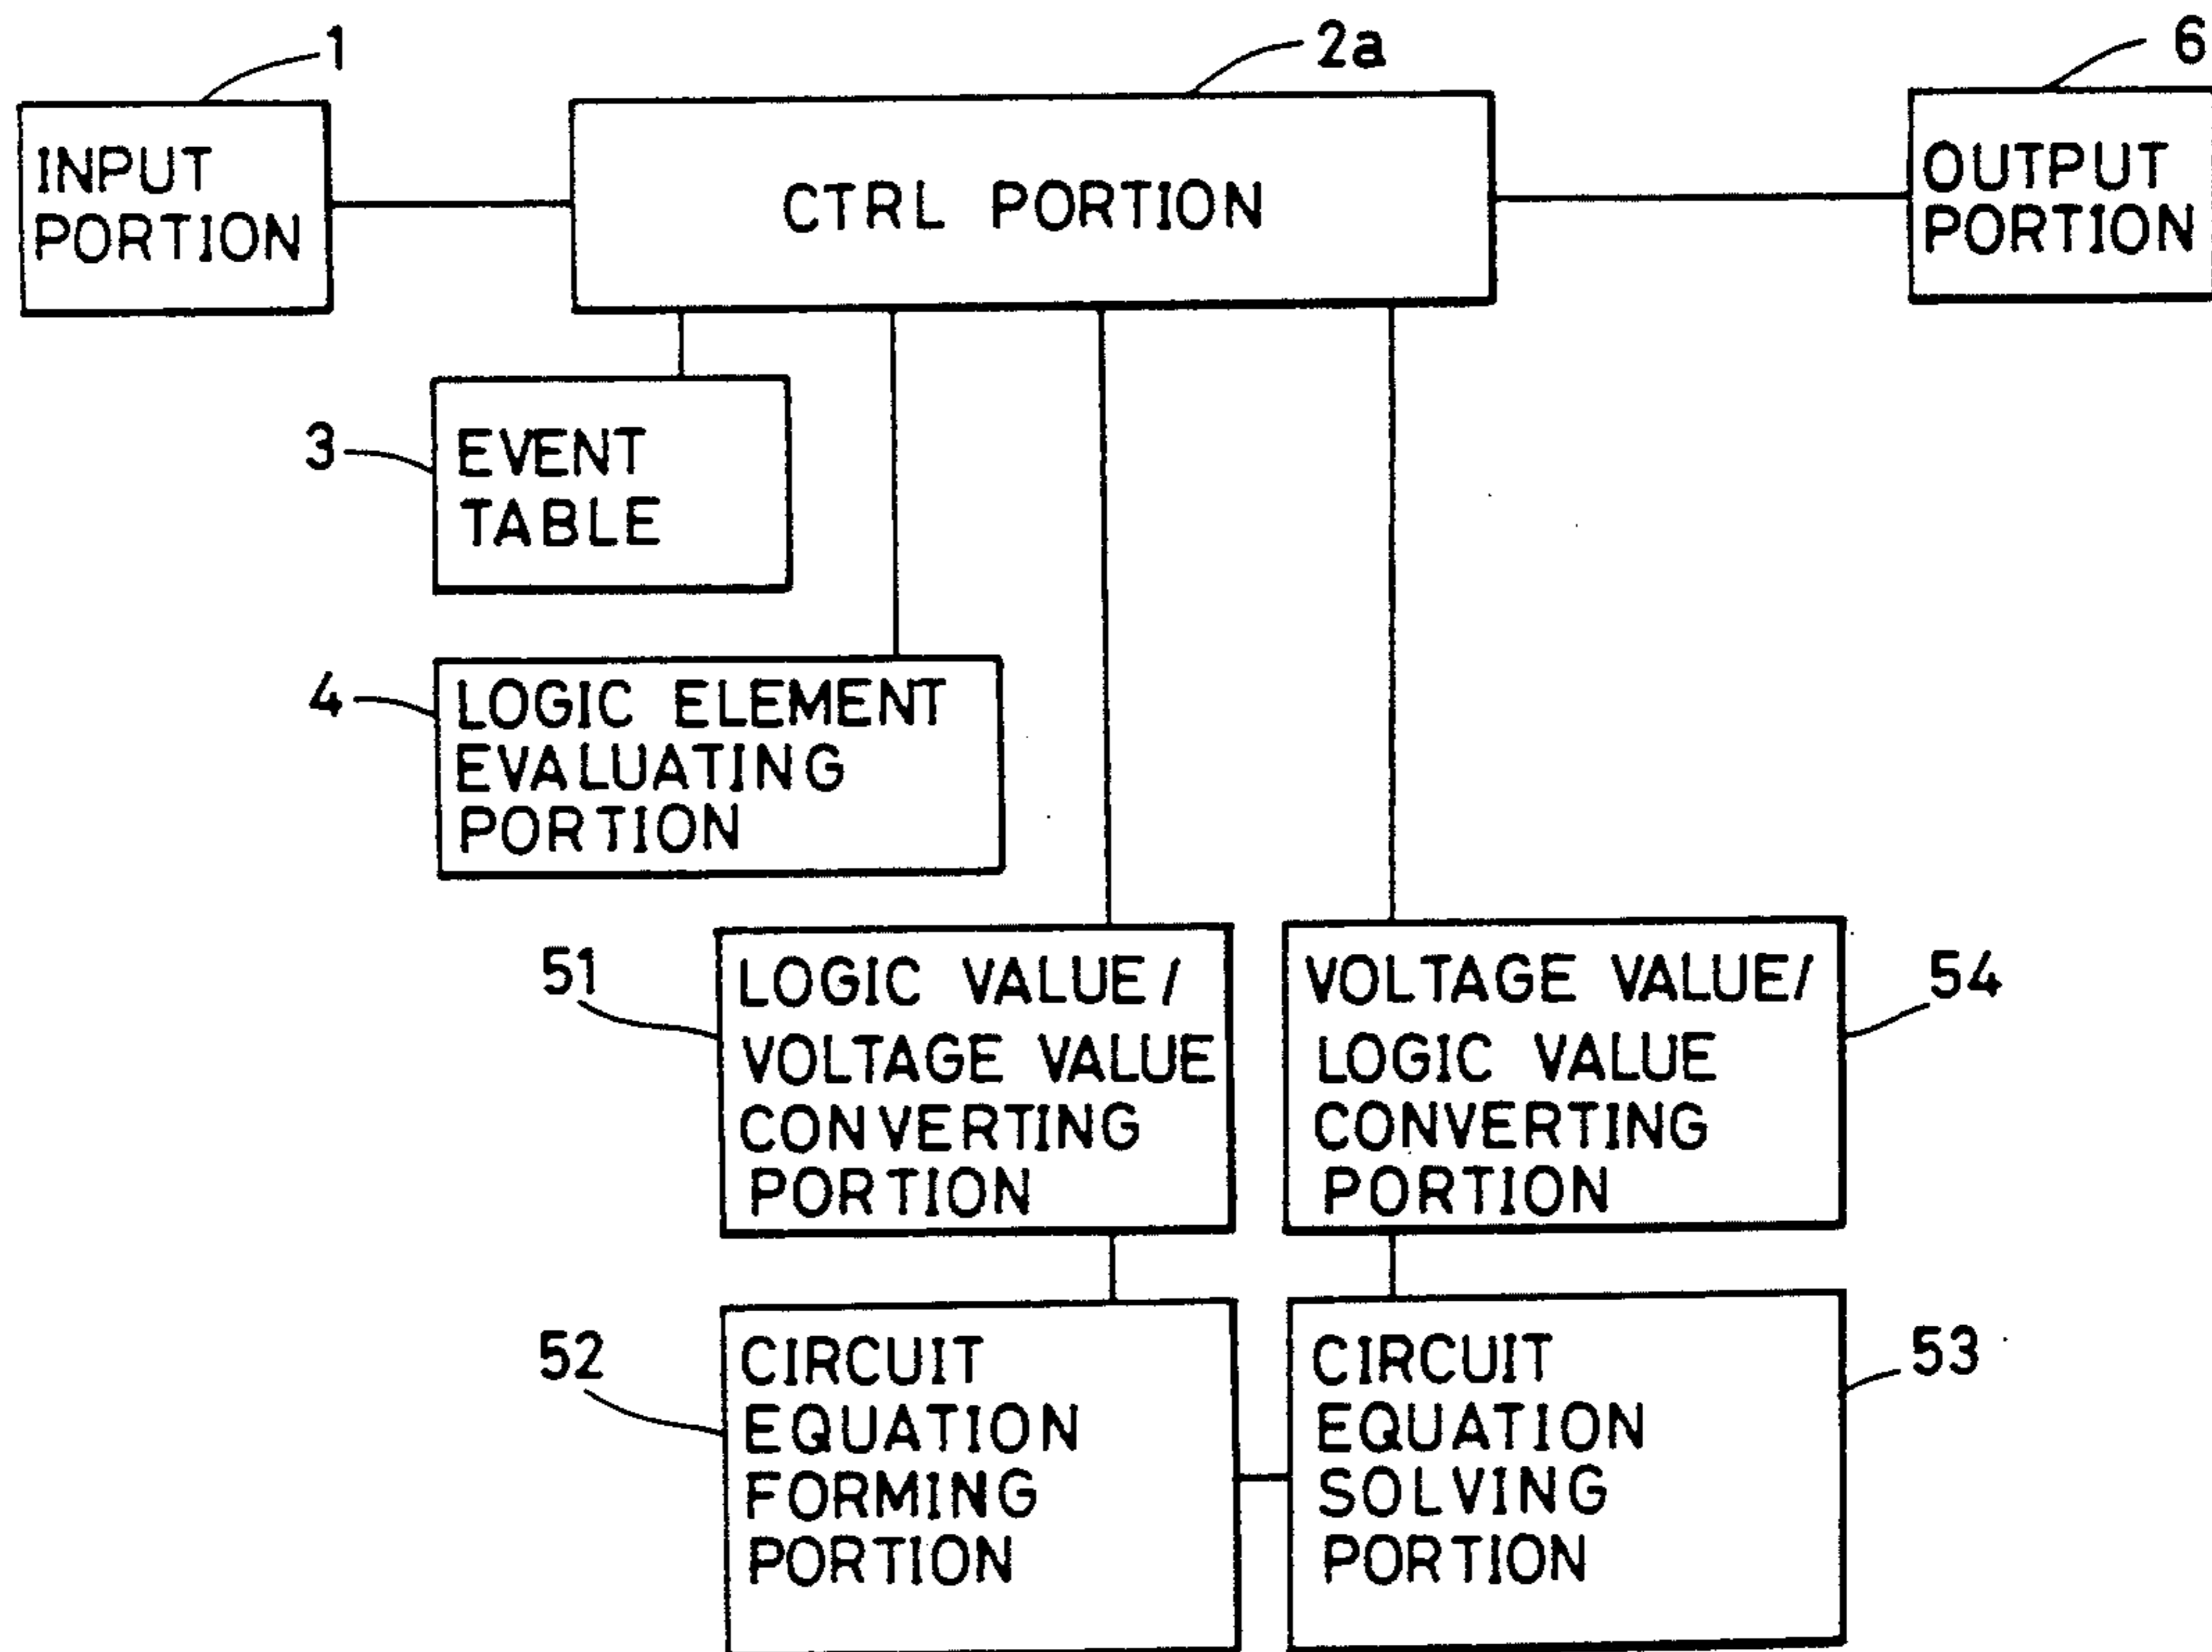 1
2a
6
INPUT
PORTION
CTRL PORTION
OUTPUT
PORTION
3
EVENT
TABLE
4
LOGIC ELEMENT
EVALUATING
PORTION
51
LOGIC VALUE/
VOLTAGE VALUE
CONVERTING
PORTION
VOLTAGE VALUE/
LOGIC VALUE
CONVERTING
PORTION
54
52
CIRCUIT
EQUATION
FORMING
PORTION
CIRCUIT
EQUATION
SOLVING
PORTION
53